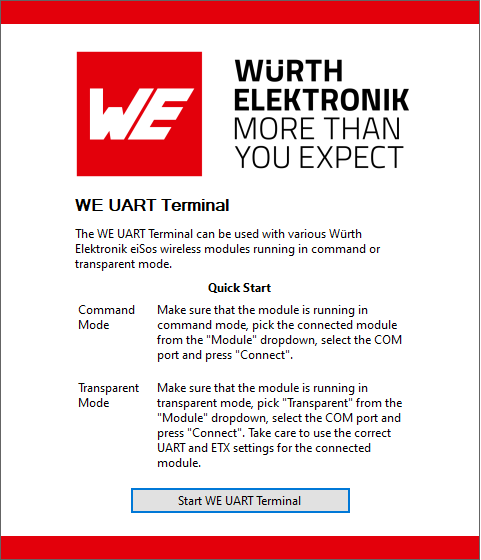 WE
WÜRTH
ELEKTRONIK
MORE THAN
YOU EXPECT
WE UART Terminal
The WE UART Terminal can be used with various Würth
Elektronik eiSos wireless modules running in command or
transparent mode.
Quick Start
Command
Mode
Make sure that the module is running in
command mode, pick the connected module
from the "Module" dropdown, select the COM
port and press "Connect".
Transparent
Mode
Make sure that the module is running in
transparent mode, pick "Transparent" from the
"Module" dropdown, select the COM port and
press "Connect". Take care to use the correct
UART and ETX settings for the connected
module.
Start WE UART Terminal